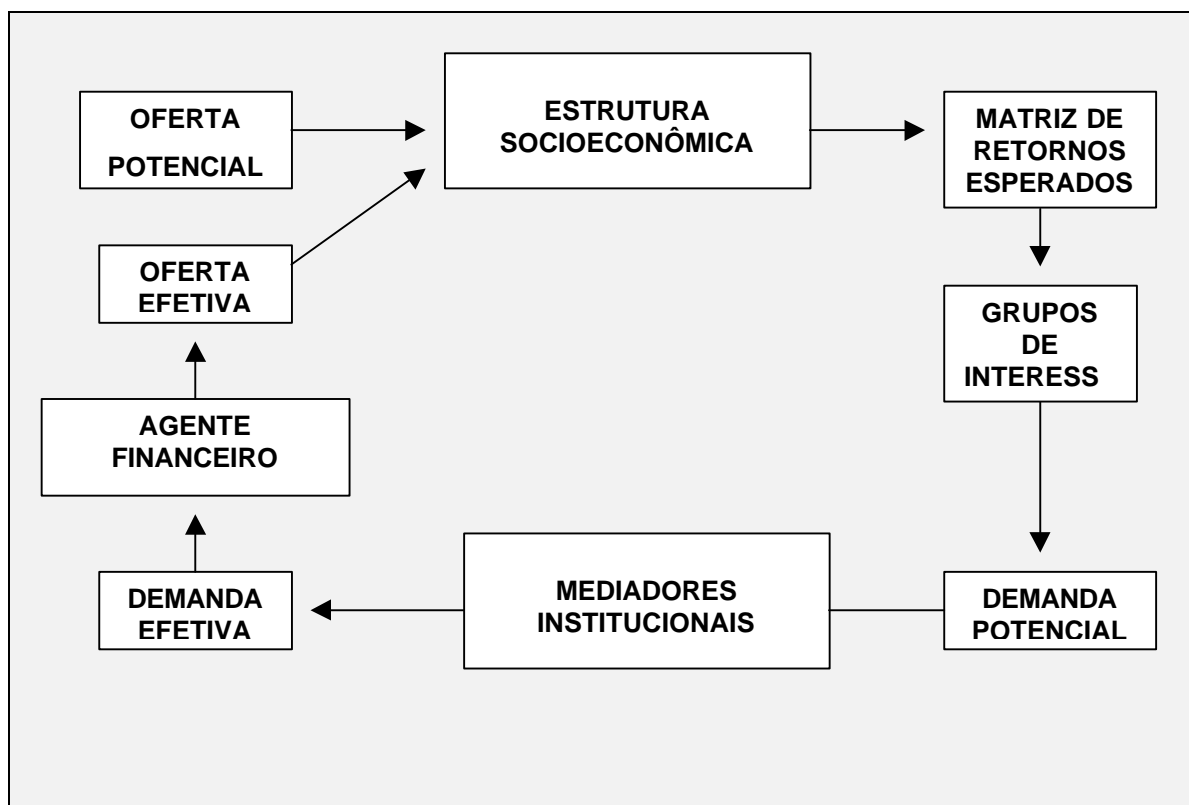 OFERTA
POTENCIAL
ESTRUTURA
SOCIOECONÔMICA
MATRIZ DE
RETORNOS
ESPERADOS
OFERTA
EFETIVA
GRUPOS
DE
INTERESS
AGENTE
FINANCEIRO
DEMANDA
EFETIVA
MEDIADORES
INSTITUCIONAIS
DEMANDA
POTENCIAL